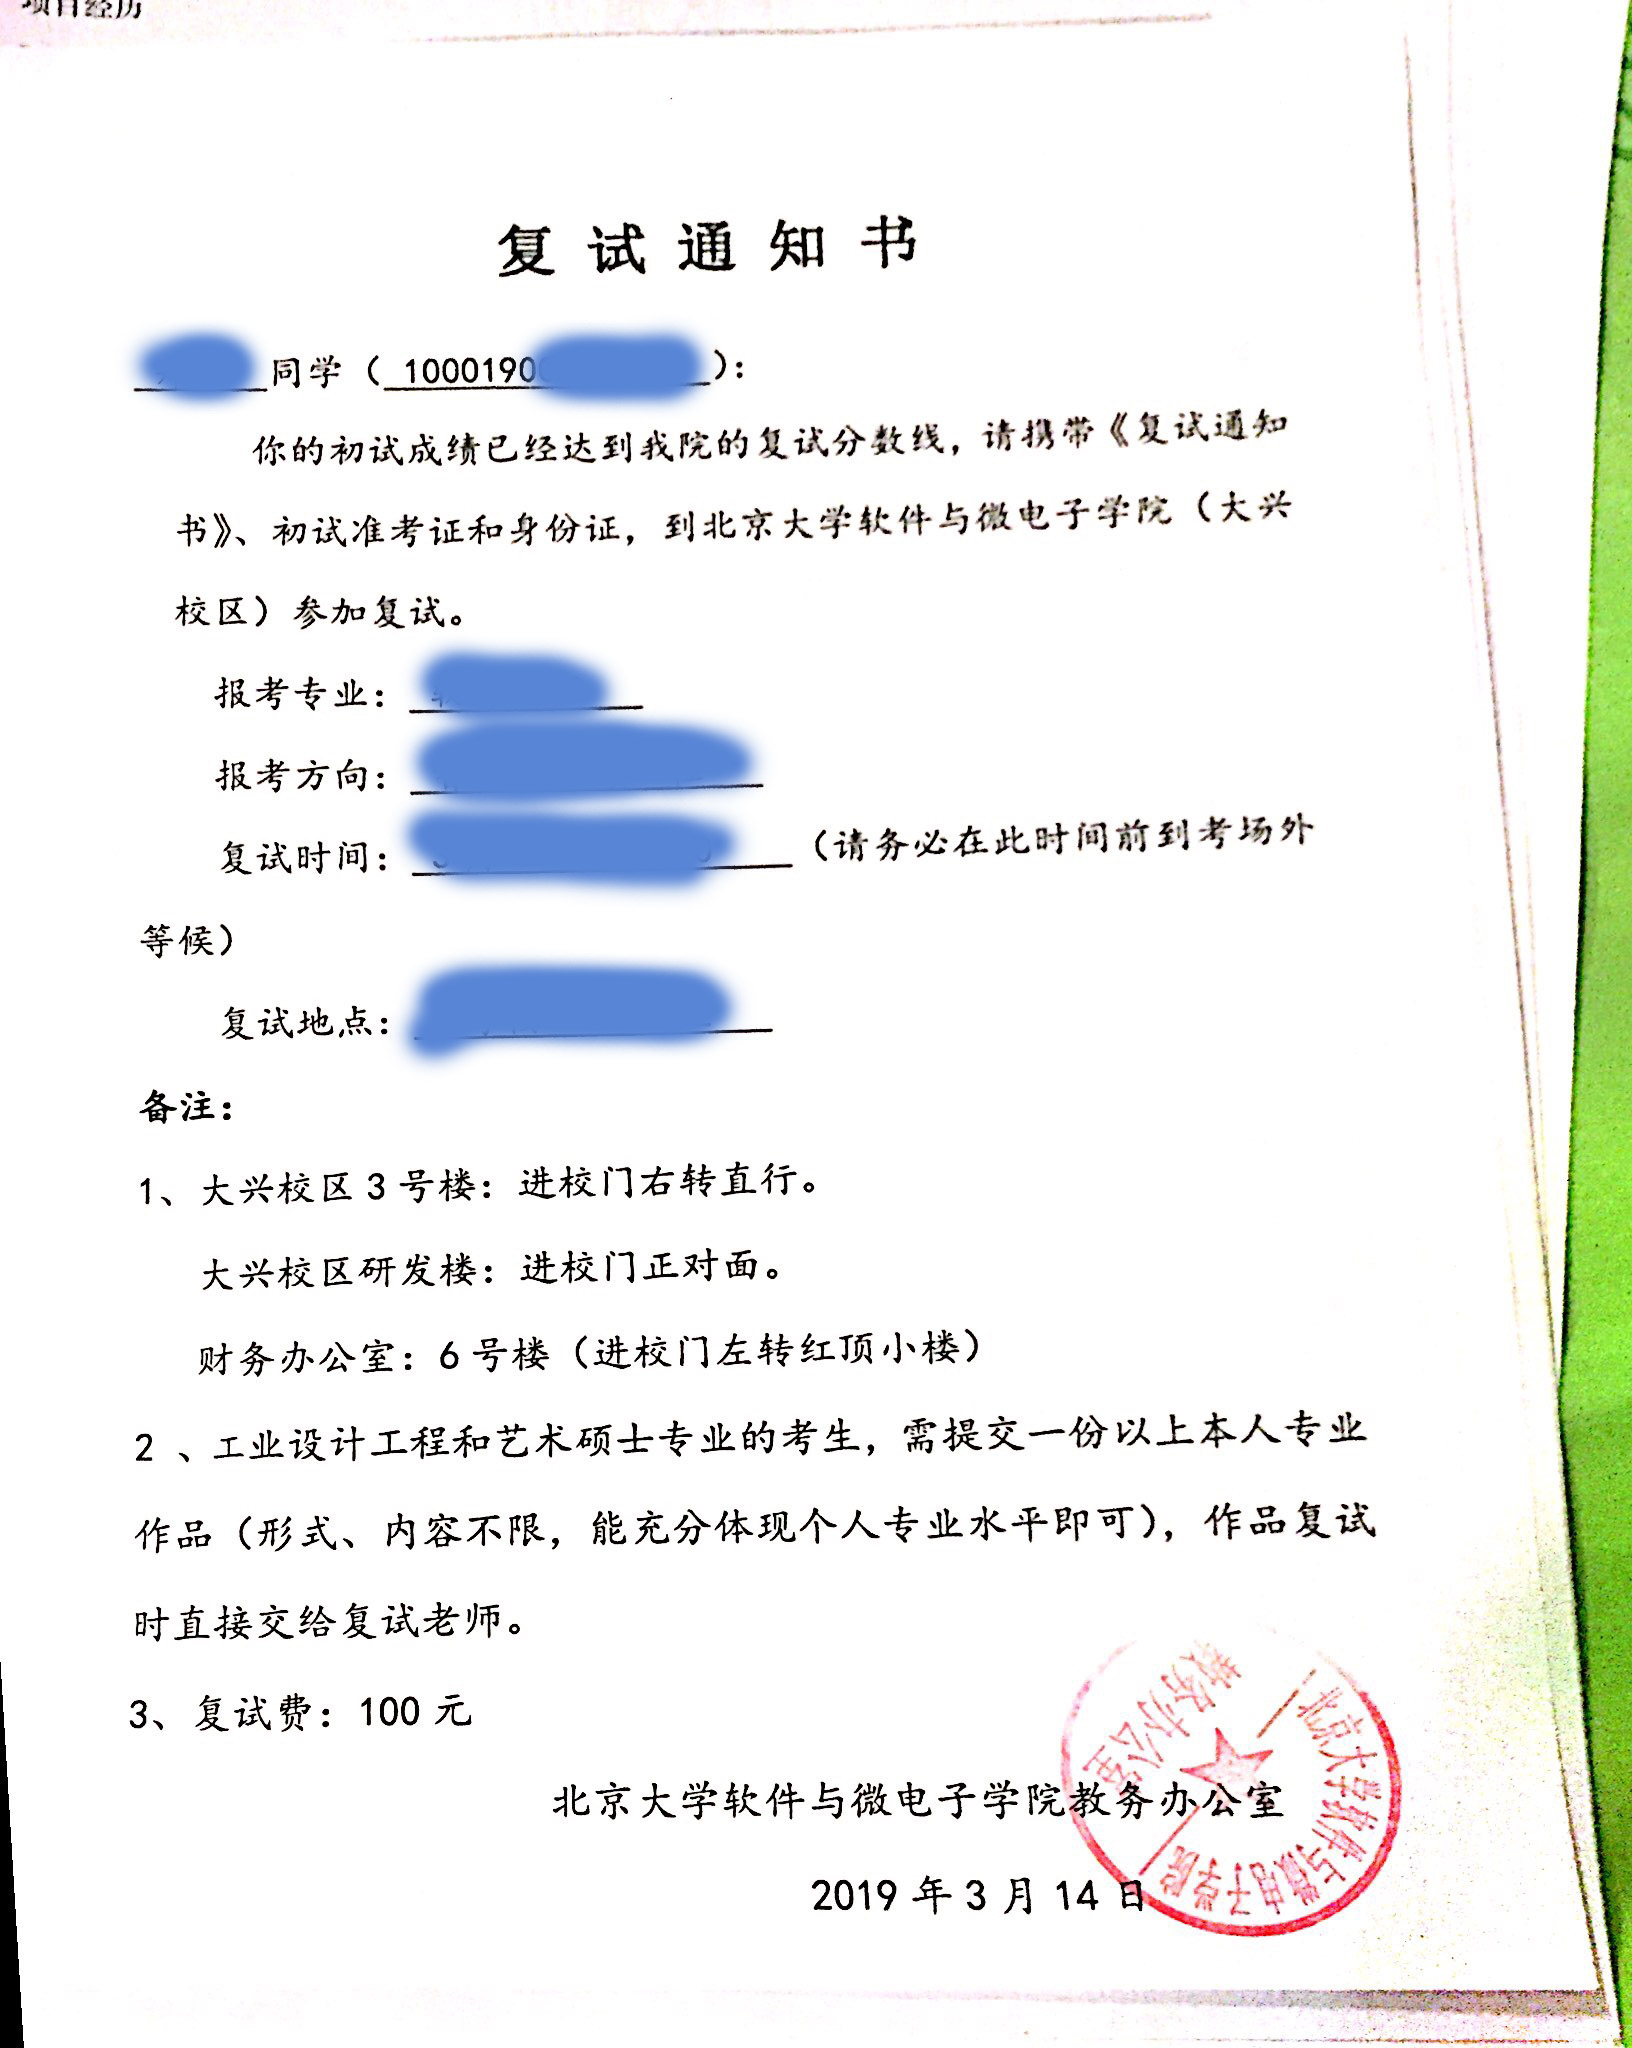 项目经历
复试通知书
同学（ 1000190 ）：
你的初试成绩已经达到我院的复试分数线，请携带《复试通知
书》、初试准考证和身份证，到北京大学软件与微电子学院（大兴
校区）参加复试。
报考专业：
报考方向：
复试时间： （请务必在此时间前到考场外
等候）
复试地点：
备注：
1、大兴校区 3 号楼：进校门右转直行。
大兴校区研发楼：进校门正对面。
财务办公室：6 号楼（进校门左转红顶小楼）
2 、工业设计工程和艺术硕士专业的考生，需提交一份以上本人专业
作品（形式、内容不限，能充分体现个人专业水平即可），作品复试
时直接交给复试老师。
3、复试费：100 元
北京大学软件与微电子学院教务办公室
2019 年 3 月 14 日
北京大学软件与微电子学院
教务办公室